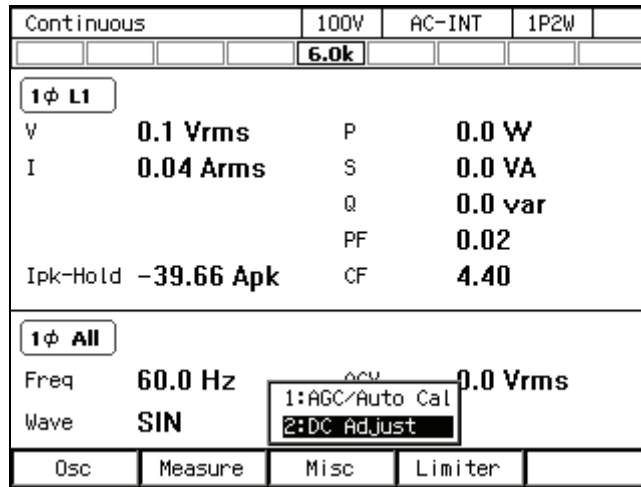 Continuous 100V AC-INT 1P2W
6.0k
1ϕ L1
V 0.1 Vrms P 0.0 W
I 0.04 Arms S 0.0 VA
Q 0.0 var
PF 0.02
Ipk-Hold -39.66 Apk CF 4.40
1ϕ All
Freq 60.0 Hz 0.0 Vrms
1:AGC/Auto Cal
Wave SIN 2:DC Adjust
Osc Measure Misc Limiter